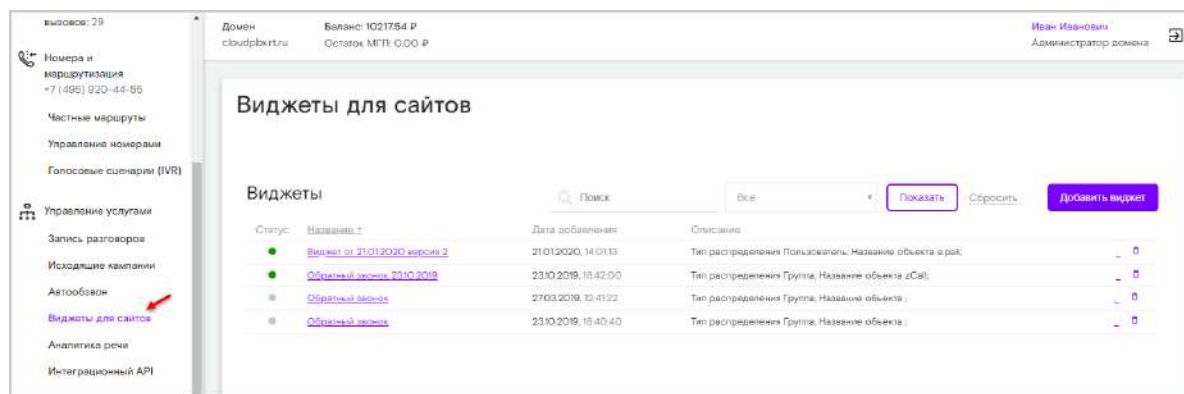 вызовов: 29
Домен
cloudpbx.rt.ru
Баланс: 10217.54 ₽
Остаток МГП: 0.00 ₽
Иван Иванович
Администратор домена
Номера и
маршрутизация
+7 (495) 920-44-55
Частные маршруты
Управление номерами
Голосовые сценарии (IVR)
Управление услугами
Запись разговоров
Исходящие кампании
Автообзвон
Виджеты для сайтов
Аналитика речи
Интеграционный API
Виджеты для сайтов
Виджеты
Поиск
Все
Показать
Сбросить
Добавить виджет
Статус Название ↑ Дата добавления Описание
Виджет от 21.01.2020 версия 2 21.01.2020, 14:01:13 Тип распределения Пользователь; Название объекта a.pak;
Обратный звонок 23.10.2019 23.10.2019, 18:42:00 Тип распределения Группа; Название объекта zCall;
Обратный звонок 27.03.2019, 12:41:22 Тип распределения Группа; Название объекта ;
Обратный звонок 23.10.2019, 18:40:40 Тип распределения Группа; Название объекта ;